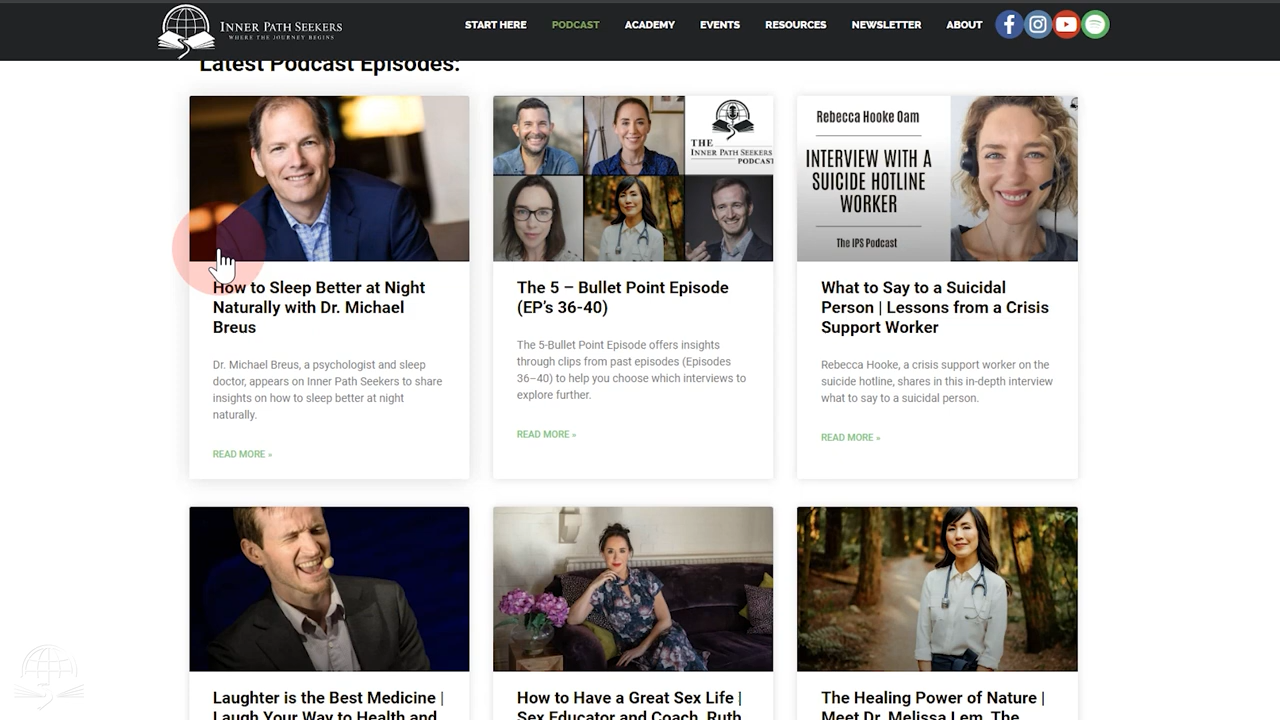 INNER PATH SEEKERS
WHERE THE JOURNEY BEGINS
START HERE
PODCAST
ACADEMY
EVENTS
RESOURCES
NEWSLETTER
ABOUT
Latest Podcast Episodes:
THE
INNER PATH SEEKERS
PODCAST
Rebecca Hooke Oam
INTERVIEW WITH A
SUICIDE HOTLINE
WORKER
The IPS Podcast
How to Sleep Better at Night
Naturally with Dr. Michael
Breus
Dr. Michael Breus, a psychologist and sleep
doctor, appears on Inner Path Seekers to share
insights on how to sleep better at night
naturally.
READ MORE »
The 5 – Bullet Point Episode
(EP's 36-40)
The 5-Bullet Point Episode offers insights
through clips from past episodes (Episodes
36–40) to help you choose which interviews to
explore further.
READ MORE »
What to Say to a Suicidal
Person | Lessons from a Crisis
Support Worker
Rebecca Hooke, a crisis support worker on the
suicide hotline, shares in this in-depth interview
what to say to a suicidal person.
READ MORE »
Laughter is the Best Medicine |
Laugh Your Way to Health and
How to Have a Great Sex Life |
Sex Educator and Coach, Ruth
The Healing Power of Nature |
Meet Dr. Melissa Lem, The